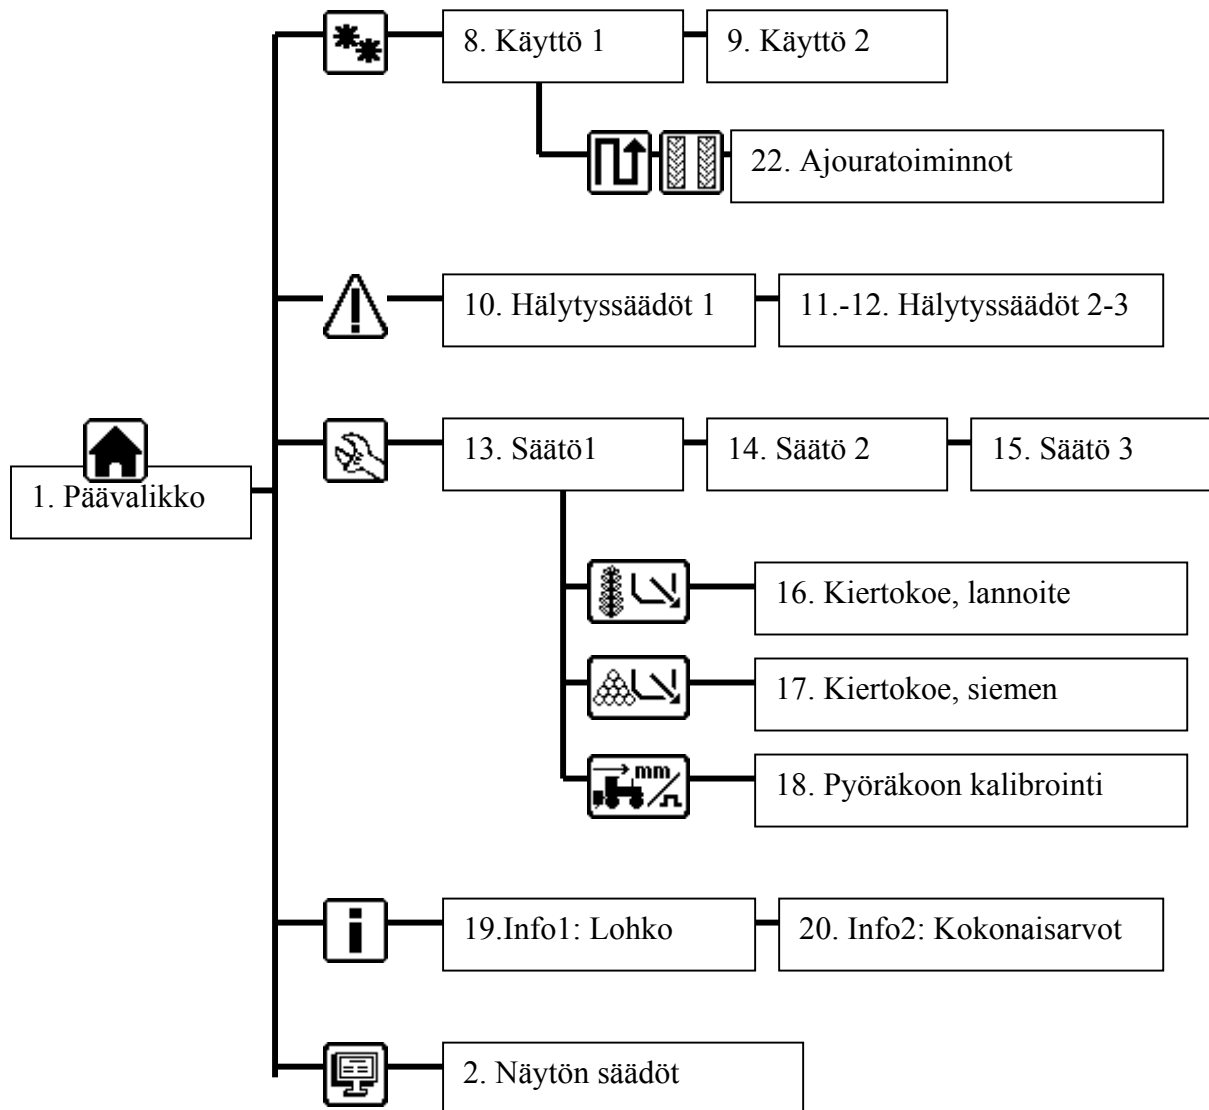 8. Käyttö 1
9. Käyttö 2
22. Ajouratoiminnot
10. Hälytyssäädöt 1
11.-12. Hälytyssäädöt 2-3
1. Päävalikko
13. Säätö1
14. Säätö 2
15. Säätö 3
16. Kiertokoe, lannoite
17. Kiertokoe, siemen
mm
18. Pyöräkoon kalibrointi
i
19.Info1: Lohko
20. Info2: Kokonaisarvot
2. Näytön säädöt